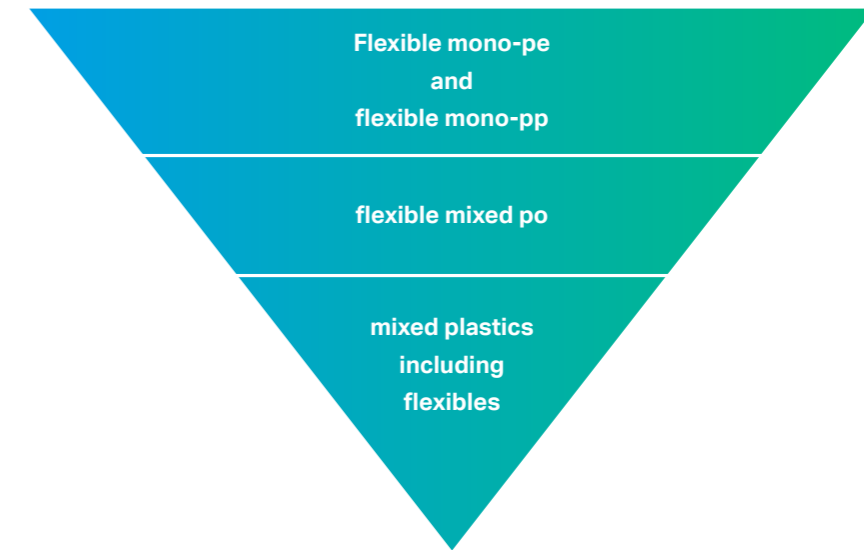 Flexible mono-pe
and
flexible mono-pp
flexible mixed po
mixed plastics
including
flexibles